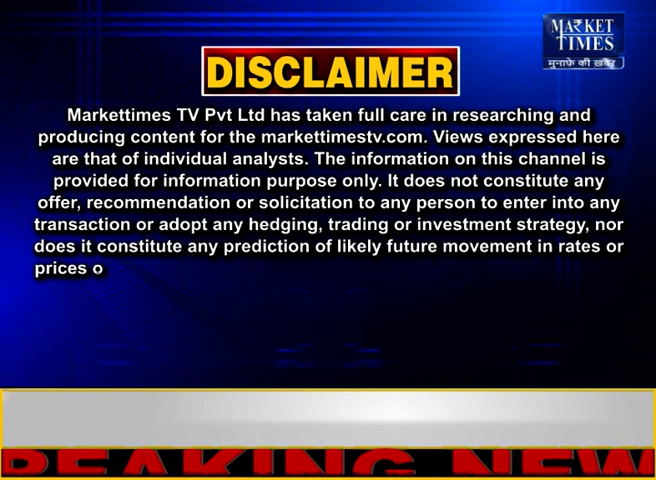 MARKET
TIMES
मुनाफे की ख़बर
DISCLAIMER
Markettimes TV Pvt Ltd has taken full care in researching and
producing content for the markettimestv.com. Views expressed here
are that of individual analysts. The information on this channel is
provided for information purpose only. It does not constitute any
offer, recommendation or solicitation to any person to enter into any
transaction or adopt any hedging, trading or investment strategy, nor
does it constitute any prediction of likely future movement in rates or
prices o
BREAKING NEW